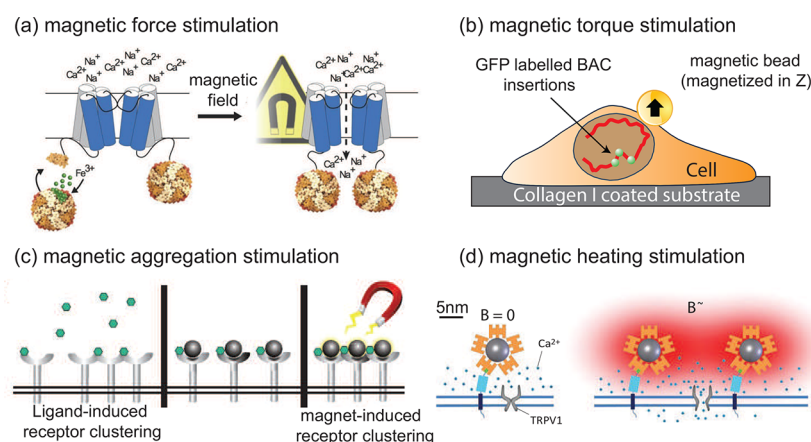 (a) magnetic force stimulation
Na⁺
Ca²⁺ Na⁺ Ca²⁺
Na⁺ Ca²⁺
Na⁺
magnetic
field
Ca²⁺ Na⁺
Na⁺Ca²⁺Ca²⁺
Na⁺
Fe³⁺
Ca²⁺ Na⁺
Na⁺
(b) magnetic torque stimulation
GFP labelled BAC
insertions
magnetic bead
(magnetized in Z)
Cell
Collagen I coated substrate
(c) magnetic aggregation stimulation
Ligand-induced
receptor clustering
magnet-induced
receptor clustering
(d) magnetic heating stimulation
5nm
B = 0
B~
Ca²⁺
TRPV1